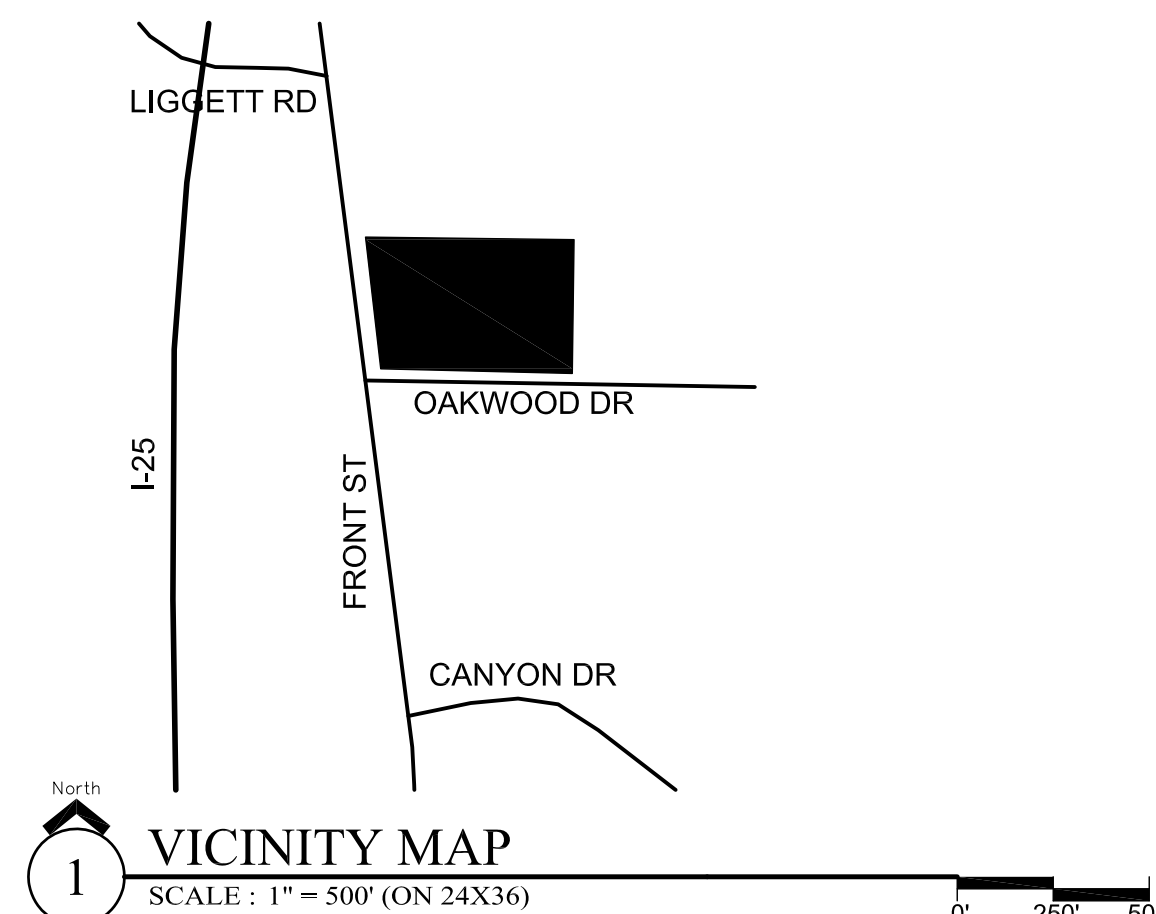 LIGGETT RD
OAKWOOD DR
I-25
FRONT ST
CANYON DR
North
1
VICINITY MAP
SCALE : 1" = 500' (ON 24X36)
0' 250'